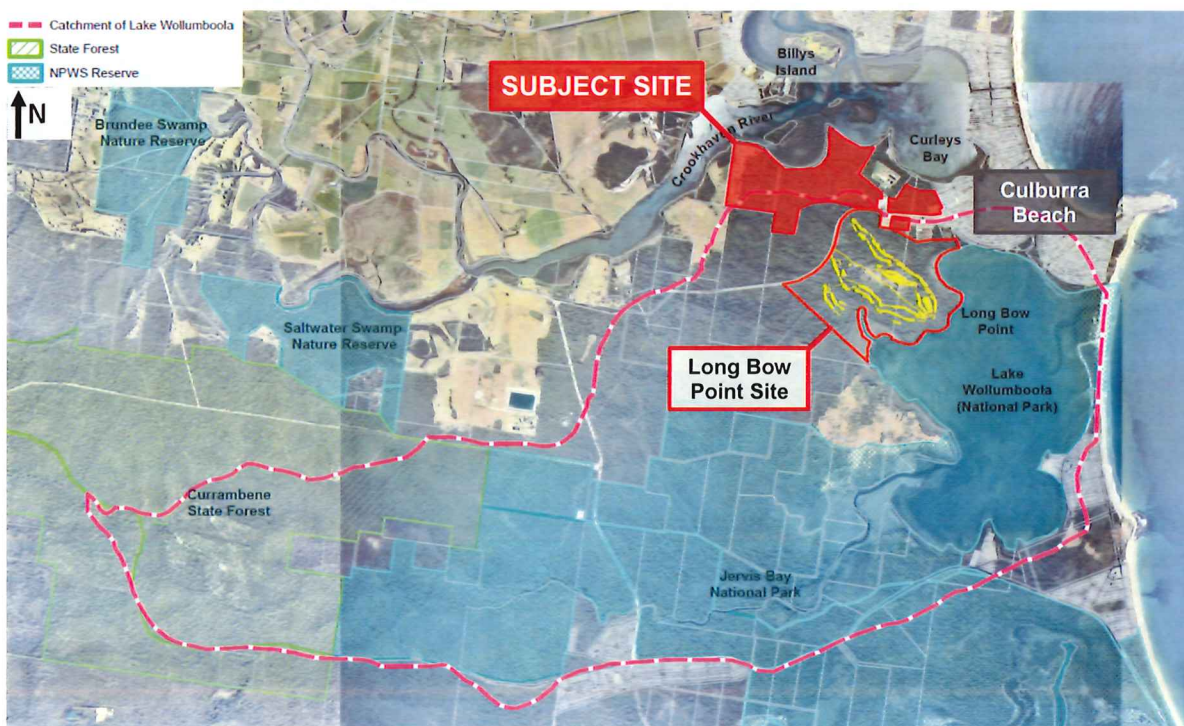 Catchment of Lake Wollumboola
State Forest
NPWS Reserve
N
Brundee Swamp
Nature Reserve
SUBJECT SITE
Billys
Island
Crookhaven River
Curleys
Bay
Culburra
Beach
Saltwater Swamp
Nature Reserve
Long Bow
Point
Long Bow
Point Site
Lake
Wollumboola
(National Park)
Currambene
State Forest
Jervis Bay
National Park